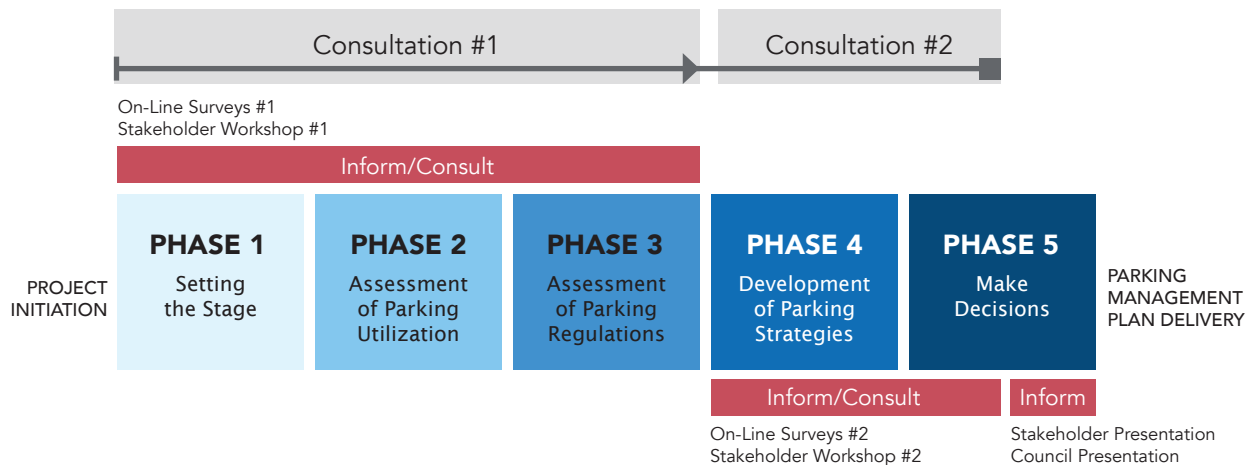 Consultation #1
Consultation #2
On-Line Surveys #1
Stakeholder Workshop #1
Inform/Consult
PROJECT
INITIATION
PHASE 1
Setting
the Stage
PHASE 2
Assessment
of Parking
Utilization
PHASE 3
Assessment
of Parking
Regulations
PHASE 4
Development
of Parking
Strategies
PHASE 5
Make
Decisions
PARKING
MANAGEMENT
PLAN DELIVERY
Inform/Consult
Inform
On-Line Surveys #2
Stakeholder Workshop #2
Stakeholder Presentation
Council Presentation